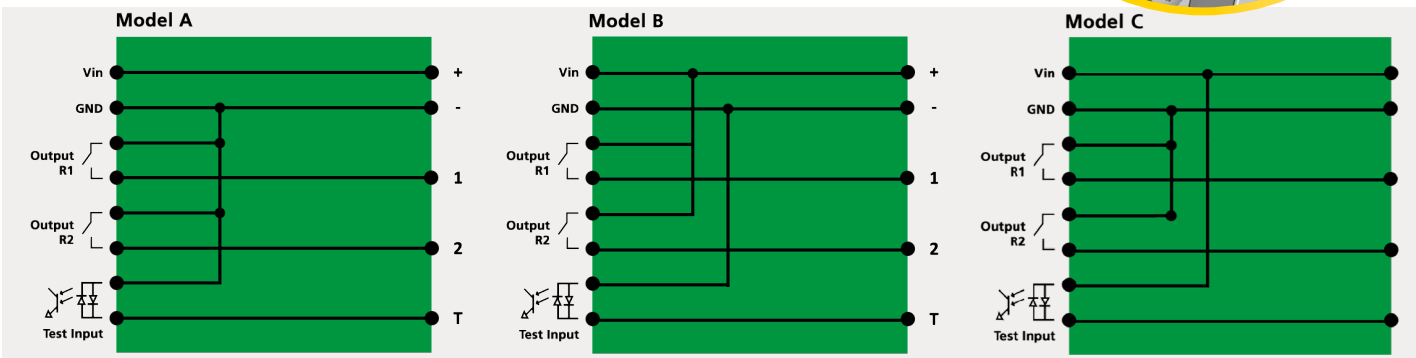 Model A
Vin
GND
Output
R1
Output
R2
Test Input
+
-
1
2
T
Model B
Vin
GND
Output
R1
Output
R2
Test Input
+
-
1
2
T
Model C
Vin
GND
Output
R1
Output
R2
Test Input